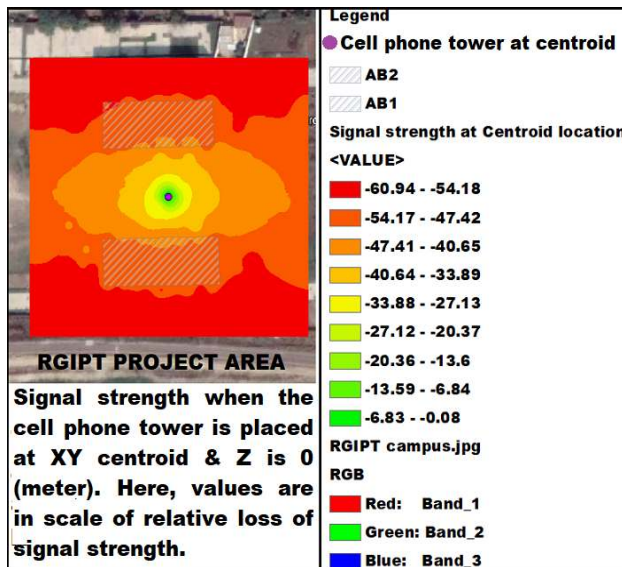 RGIPT PROJECT AREA
Signal strength when the
cell phone tower is placed
at XY centroid & Z is 0
(meter). Here, values are
in scale of relative loss of
signal strength.
Legend
Cell phone tower at centroid
AB2
AB1
Signal strength at Centroid location
<VALUE>
-60.94 - -54.18
-54.17 - -47.42
-47.41 - -40.65
-40.64 - -33.89
-33.88 - -27.13
-27.12 - -20.37
-20.36 - -13.6
-13.59 - -6.84
-6.83 - -0.08
RGIPT campus.jpg
RGB
Red: Band_1
Green: Band_2
Blue: Band_3